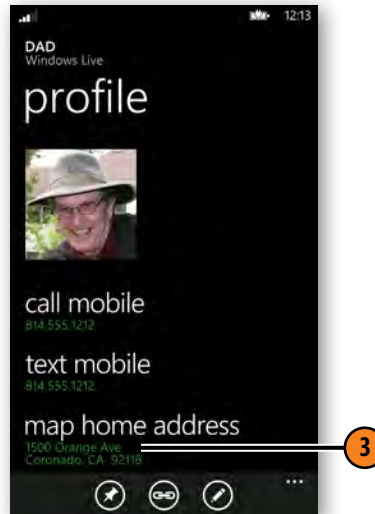 12:13
DAD
Windows Live
profile
call mobile
814.555.1212
text mobile
814.555.1212
map home address
1500 Orange Ave
Coronado, CA 92118
3
...